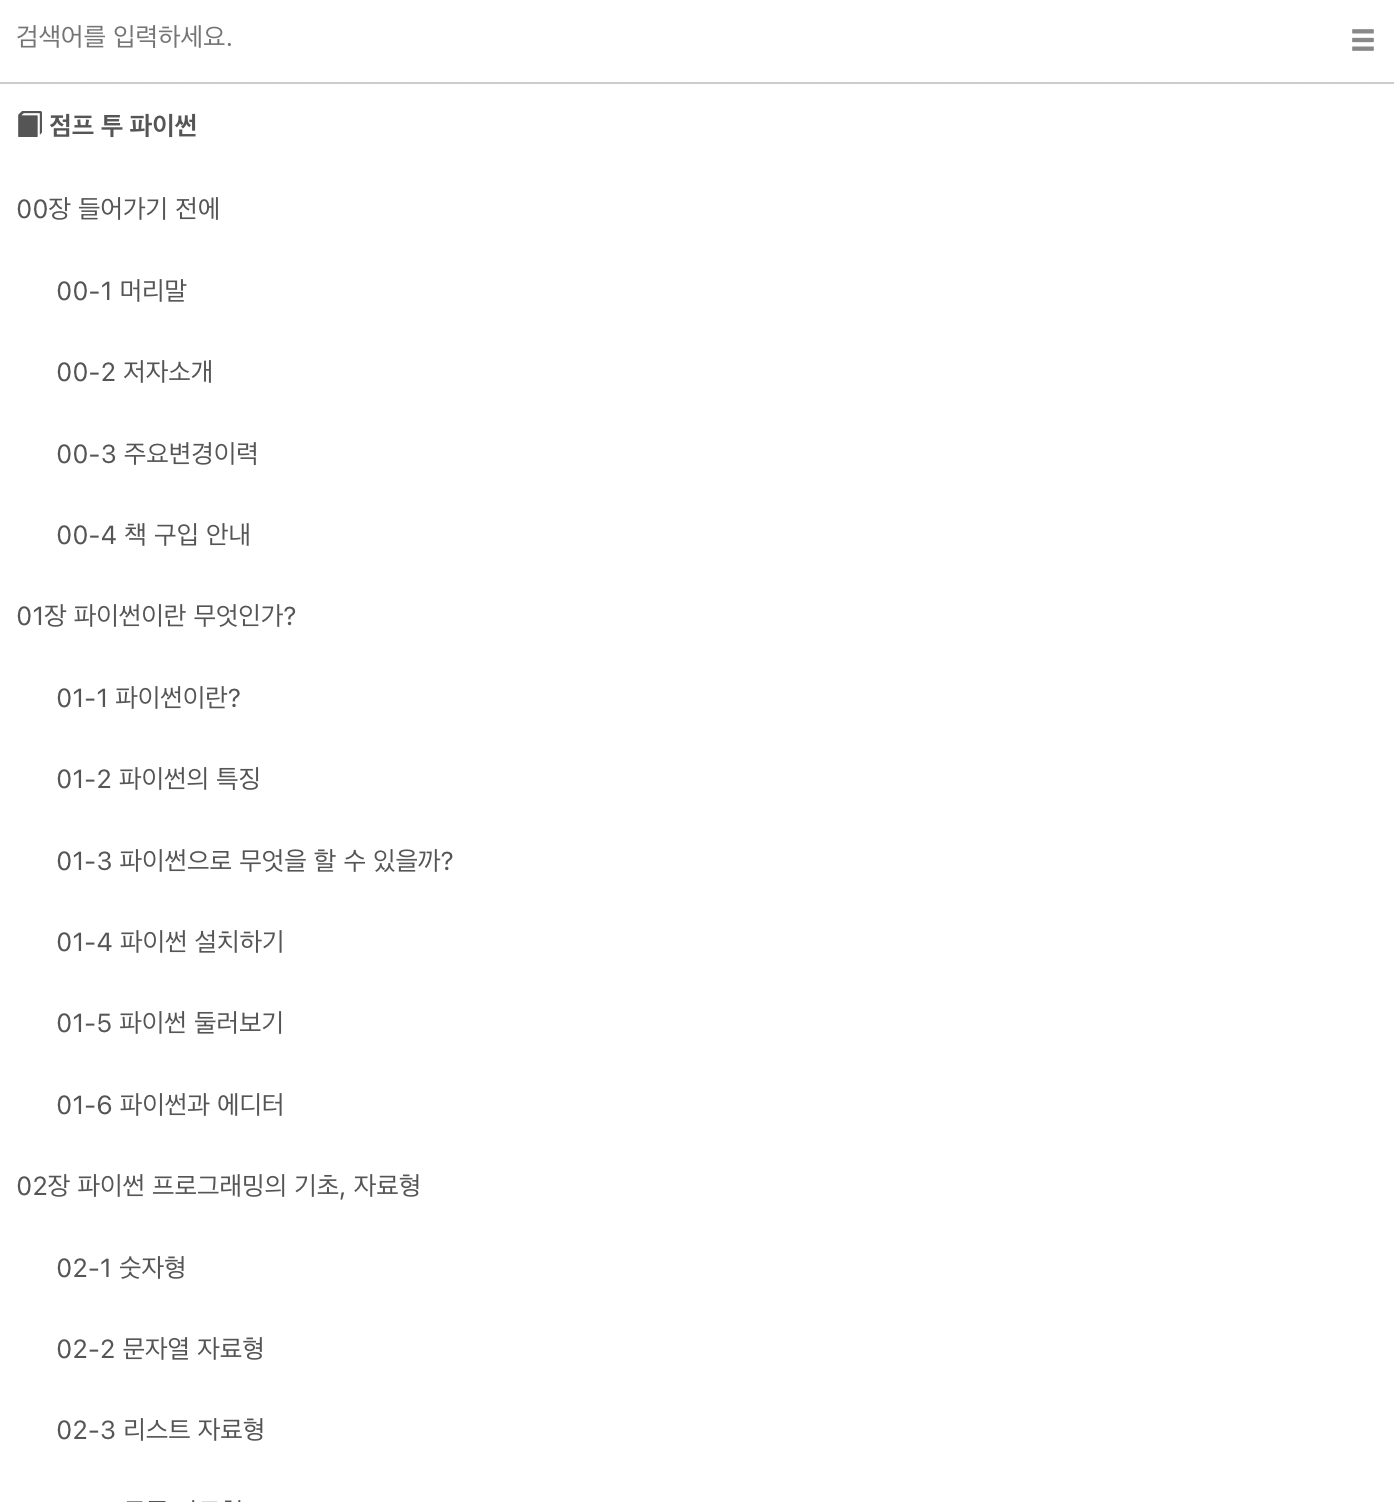 검색어를 입력하세요.
점프 투 파이썬
00장 들어가기 전에
00-1 머리말
00-2 저자소개
00-3 주요변경이력
00-4 책 구입 안내
01장 파이썬이란 무엇인가?
01-1 파이썬이란?
01-2 파이썬의 특징
01-3 파이썬으로 무엇을 할 수 있을까?
01-4 파이썬 설치하기
01-5 파이썬 둘러보기
01-6 파이썬과 에디터
02장 파이썬 프로그래밍의 기초, 자료형
02-1 숫자형
02-2 문자열 자료형
02-3 리스트 자료형